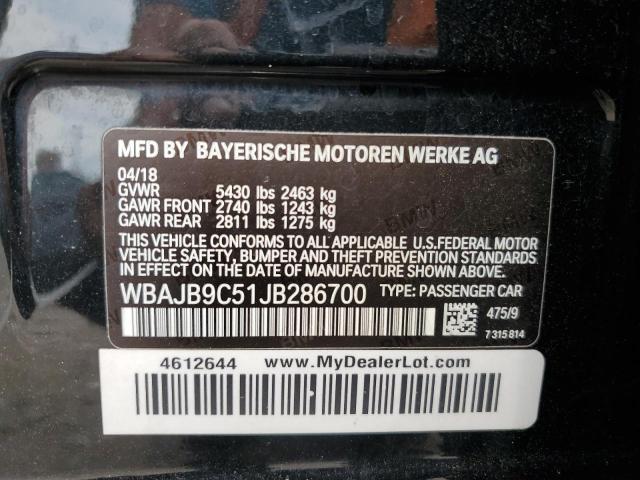 MFD BY BAYERISCHE MOTOREN WERKE AG
04/18
GVWR 5430 lbs 2463 kg
GAWR FRONT 2740 lbs 1243 kg
GAWR REAR 2811 lbs 1275 kg
THIS VEHICLE CONFORMS TO ALL APPLICABLE U.S.FEDERAL MOTOR
VEHICLE SAFETY, BUMPER AND THEFT PREVENTION STANDARDS
IN EFFECT ON THE DATE OF MANUFACTURE SHOWN ABOVE.
WBAJB9C51JB286700 TYPE: PASSENGER CAR
475/9
7 315 814
4612644 www.MyDealerLot.com